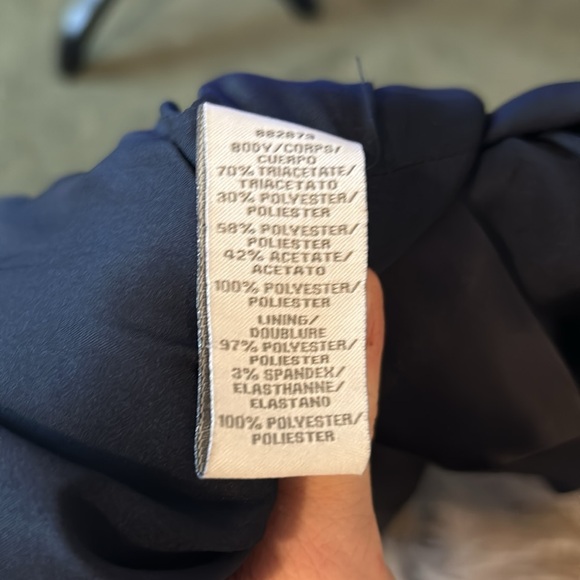 882873
BODY/CORPS/
CUERPO
70% TRIACETATE/
TRIACETATO
30% POLYESTER/
POLIESTER
58% POLYESTER/
POLIESTER
42% ACETATE/
ACETATO
100% POLYESTER/
POLIESTER
LINING/
DOUBLURE
97% POLYESTER/
POLIESTER
3% SPANDEX/
ELASTHANNE/
ELASTANO
100% POLYESTER/
POLIESTER